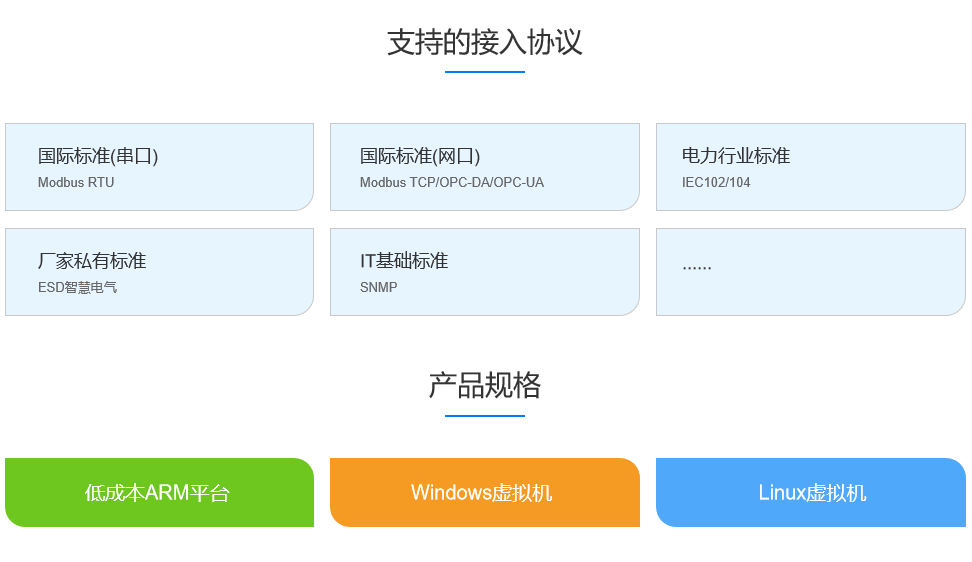 支持的接入协议
国际标准(串口)
Modbus RTU
国际标准(网口)
Modbus TCP/OPC-DA/OPC-UA
电力行业标准
IEC102/104
厂家私有标准
ESD智慧电气
IT基础标准
SNMP
······
产品规格
低成本ARM平台
Windows虚拟机
Linux虚拟机